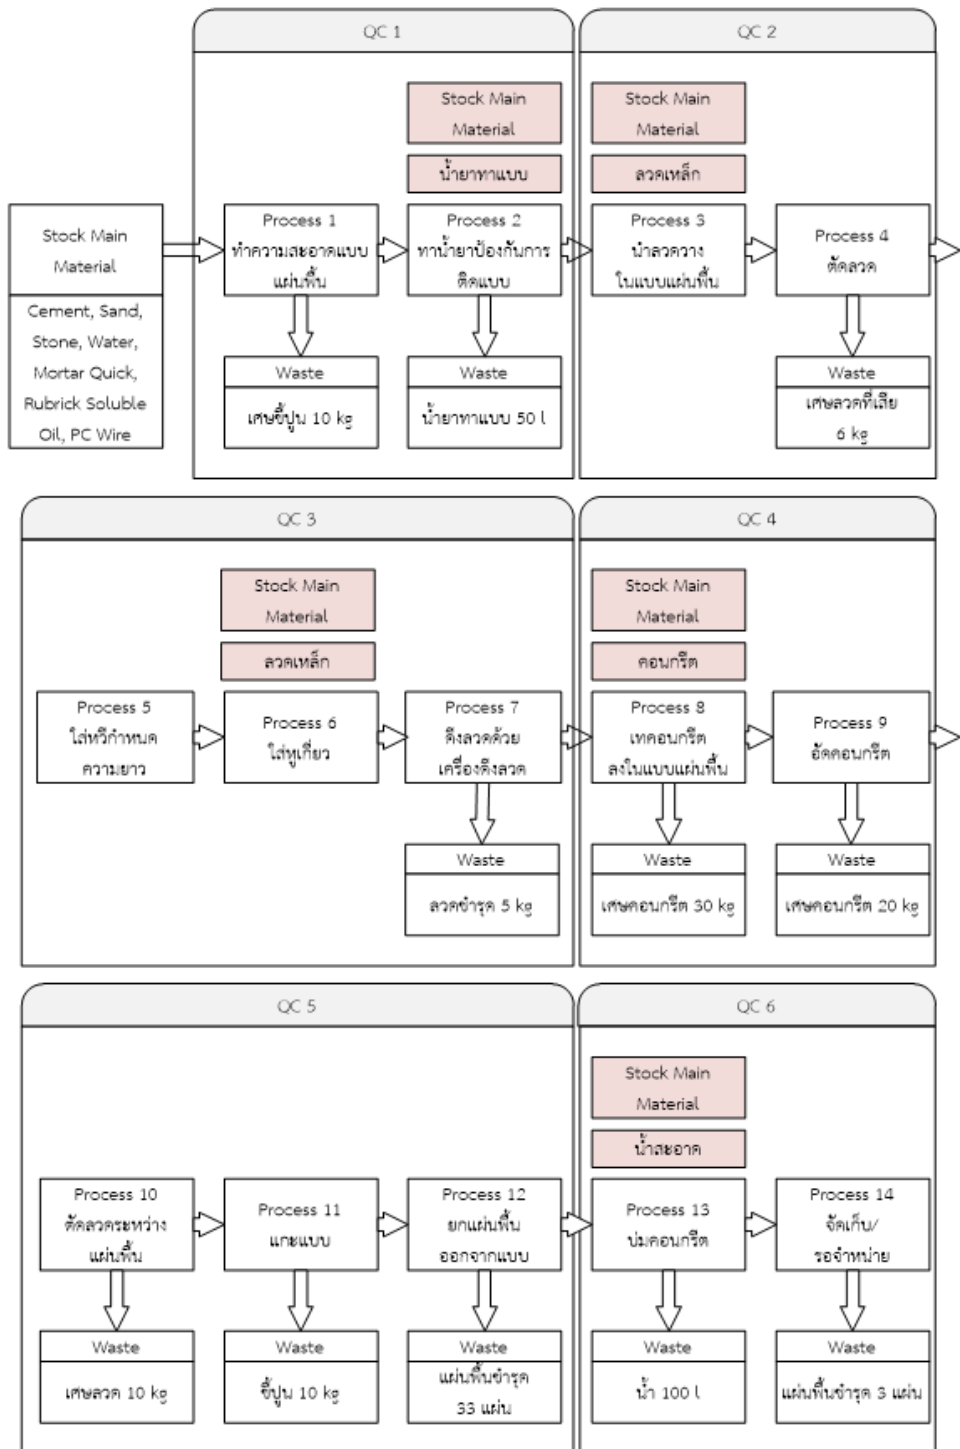 QC 1
QC 2
Stock Main
Material
น้ำยาทาแบบ
Stock Main
Material
ลวดเหล็ก
Stock Main
Material
Cement, Sand,
Stone, Water,
Mortar Quick,
Rubrick Soluble
Oil, PC Wire
Process 1
ทำความสะอาดแบบ
แผ่นพื้น
Process 2
ทาน้ำยาป้องกันการ
ติดแบบ
Process 3
นำลวดวาง
ในแบบแผ่นพื้น
Process 4
ตัดลวด
Waste
เศษขี้ปูน 10 kg
Waste
น้ำยาทาแบบ 50 l
Waste
เศษลวดที่เสีย
6 kg
QC 3
QC 4
Stock Main
Material
ลวดเหล็ก
Stock Main
Material
คอนกรีต
Process 5
ใส่หวีกำหนด
ความยาว
Process 6
ใส่หูเกี่ยว
Process 7
ดึงลวดด้วย
เครื่องดึงลวด
Process 8
เทคอนกรีต
ลงในแบบแผ่นพื้น
Process 9
อัดคอนกรีต
Waste
ลวดชำรุด 5 kg
Waste
เศษคอนกรีต 30 kg
Waste
เศษคอนกรีต 20 kg
QC 5
QC 6
Stock Main
Material
น้ำสะอาด
Process 10
ตัดลวดระหว่าง
แผ่นพื้น
Process 11
แกะแบบ
Process 12
ยกแผ่นพื้น
ออกจากแบบ
Process 13
บ่มคอนกรีต
Process 14
จัดเก็บ/
รอจำหน่าย
Waste
เศษลวด 10 kg
Waste
ขี้ปูน 10 kg
Waste
แผ่นพื้นชำรุด
33 แผ่น
Waste
น้ำ 100 l
Waste
แผ่นพื้นชำรุด 3 แผ่น